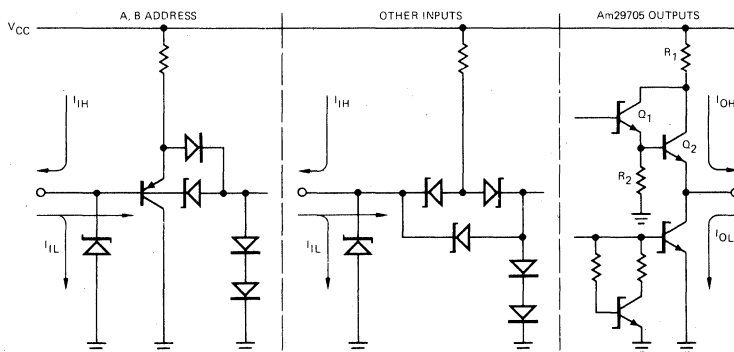 A, B ADDRESS
OTHER INPUTS
Am29705 OUTPUTS
VCC
R1
IIH
IIH
IOH
Q1
Q2
R2
IIL
IIL
IOL